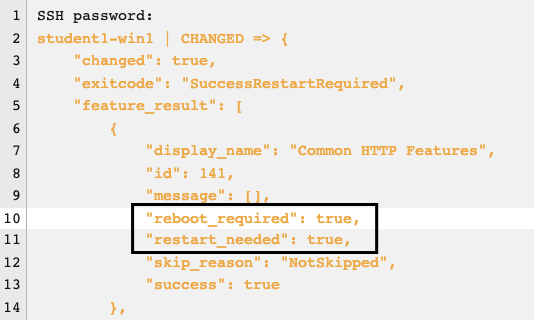 1 SSH password:
2 student1-win1 | CHANGED => {
3 "changed": true,
4 "exitcode": "SuccessRestartRequired",
5 "feature_result": [
6 {
7 "display_name": "Common HTTP Features",
8 "id": 141,
9 "message": [],
10 "reboot_required": true,
11 "restart_needed": true,
12 "skip_reason": "NotSkipped",
13 "success": true
14 },